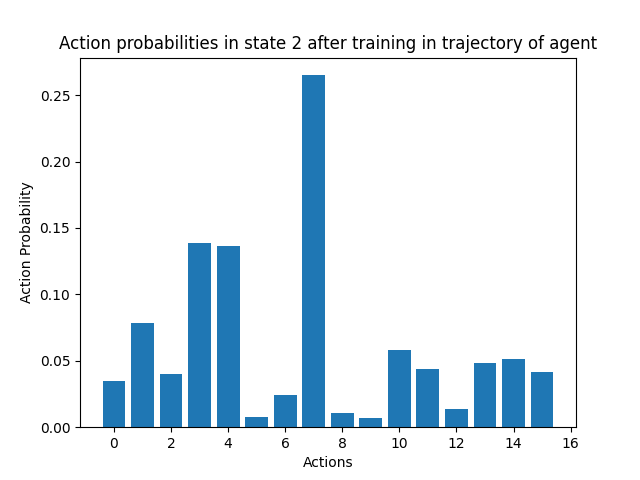 Action probabilities in state 2 after training in trajectory of agent
0.25
0.20
0.15
0.10
0.05
0.00
Action Probability
0 2 4 6 8 10 12 14 16
Actions